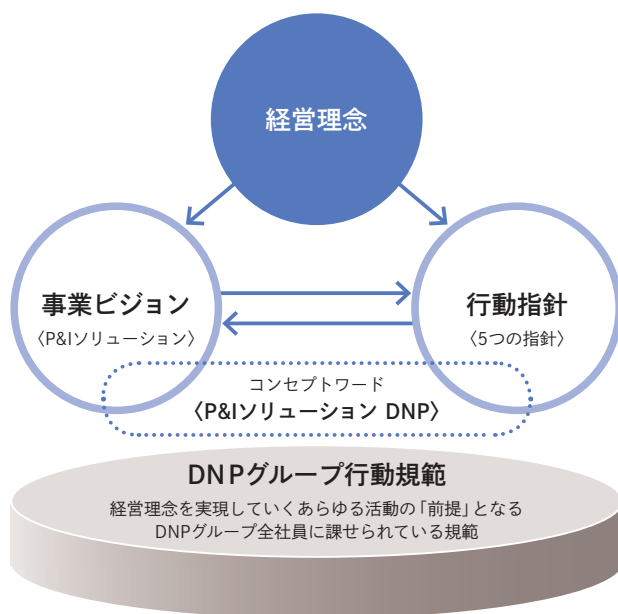 経営理念
事業ビジョン
〈P&Iソリューション〉
行動指針
〈5つの指針〉
コンセプトワード
〈P&Iソリューション DNP〉
DNPグループ行動規範
経営理念を実現していくあらゆる活動の「前提」となる
DNPグループ全社員に課せられている規範